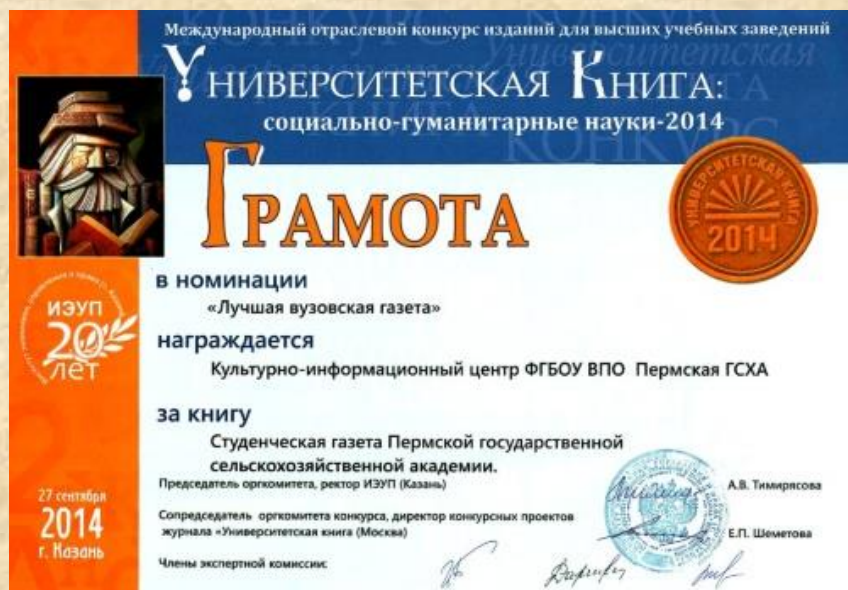 Международный отраслевой конкурс изданий для высших учебных заведений
Университетская Книга:
социально-гуманитарные науки-2014
Грамота
УНИВЕРСИТЕТСКАЯ КНИГА
2014
в номинации
«Лучшая вузовская газета»
награждается
Культурно-информационный центр ФГБОУ ВПО Пермская ГСХА
за книгу
Студенческая газета Пермской государственной
сельскохозяйственной академии.
Председатель оргкомитета, ректор ИЭУП (Казань)
А.В. Тимирясова
Сопредседатель оргкомитета конкурса, директор конкурсных проектов
журнала «Университетская книга (Москва)
Е.П. Шеметова
Члены экспертной комиссии:
ИЭУП
20
лет
27 сентября
2014
г. Казань